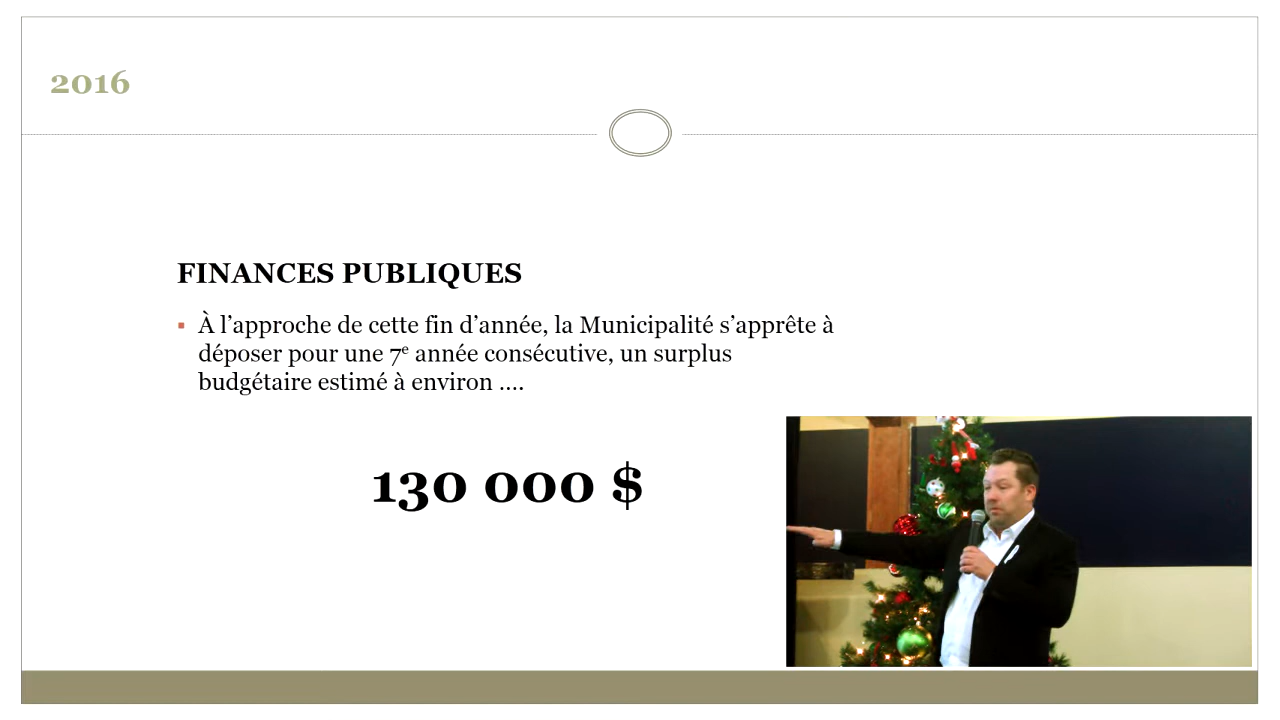 2016
FINANCES PUBLIQUES
▪ À l’approche de cette fin d’année, la Municipalité s’apprête à
déposer pour une 7e année consécutive, un surplus
budgétaire estimé à environ ....
130 000 $